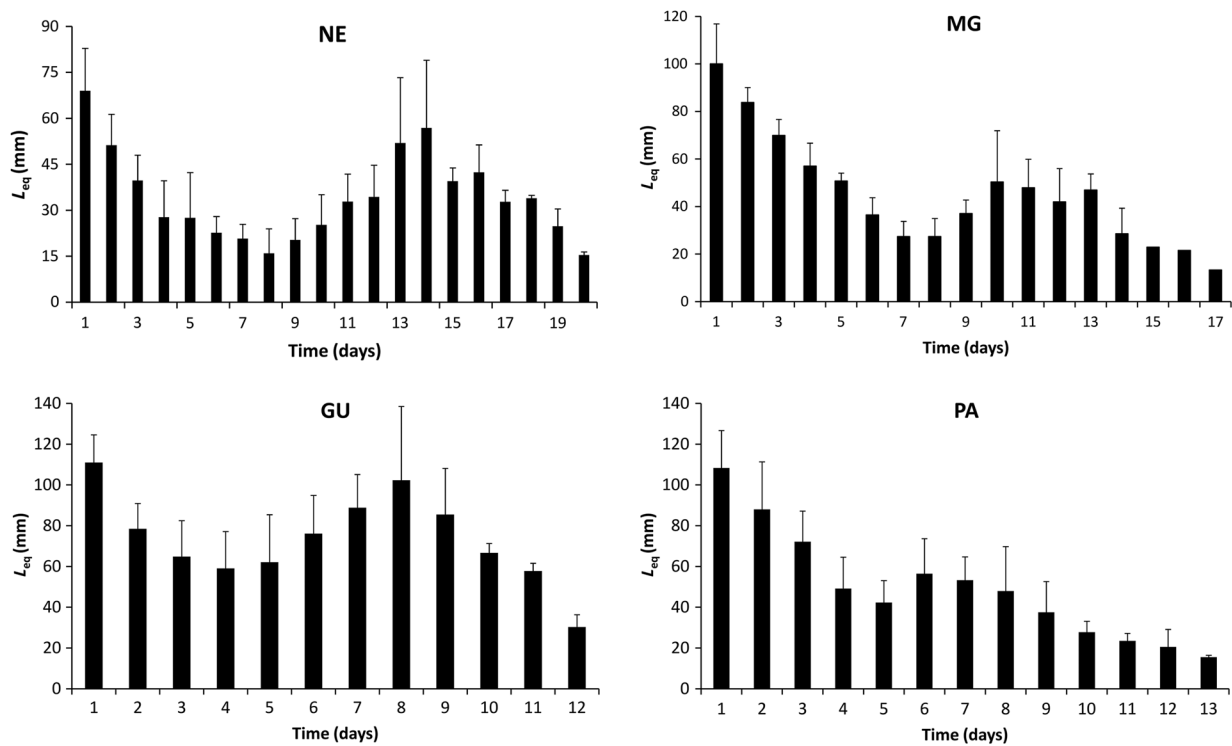 NE
90
75
60
45
30
15
0
Leq (mm)
1 3 5 7 9 11 13 15 17 19
Time (days)
MG
120
100
80
60
40
20
0
Leq (mm)
1 3 5 7 9 11 13 15 17
Time (days)
GU
140
120
100
80
60
40
20
0
Leq (mm)
1 2 3 4 5 6 7 8 9 10 11 12
Time (days)
PA
140
120
100
80
60
40
20
0
Leq (mm)
1 2 3 4 5 6 7 8 9 10 11 12 13
Time (days)